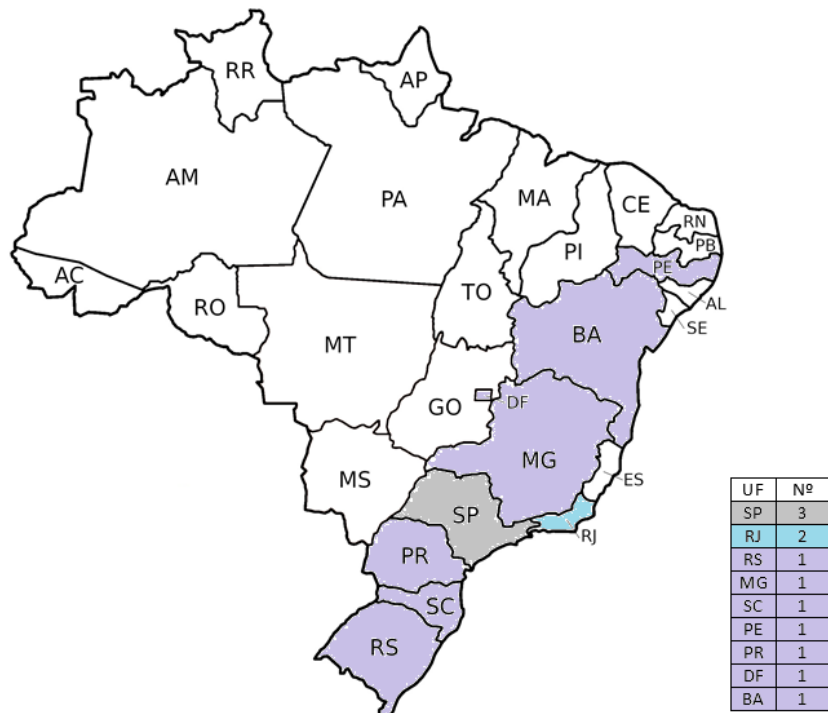 RR
AP
AM
PA
MA
CE
RN
PB
PI
PE
AC
TO
AL
RO
SE
BA
MT
GO
DF
MG
MS
ES
SP
RJ
PR
SC
RS
UF Nº
SP 3
RJ 2
RS 1
MG 1
SC 1
PE 1
PR 1
DF 1
BA 1